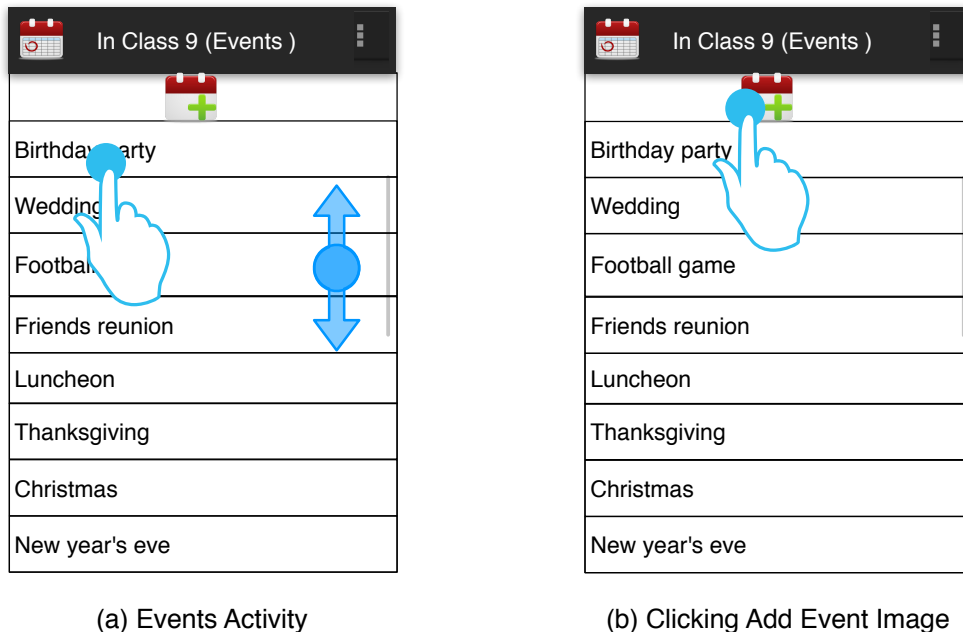 In Class 9 (Events )
Birthday party
Wedding
Football
Friends reunion
Luncheon
Thanksgiving
Christmas
New year's eve
(a) Events Activity
In Class 9 (Events )
Birthday party
Wedding
Football game
Friends reunion
Luncheon
Thanksgiving
Christmas
New year's eve
(b) Clicking Add Event Image